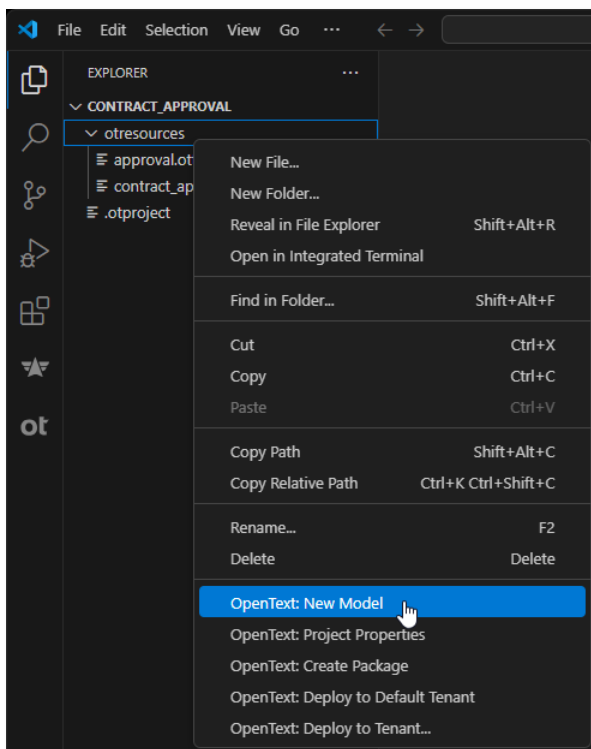 File Edit Selection View Go ···
EXPLORER ···
CONTRACT_APPROVAL
otresources
approval.ot
contract_ap
.otproject
ot
New File...
New Folder...
Reveal in File Explorer Shift+Alt+R
Open in Integrated Terminal
Find in Folder... Shift+Alt+F
Cut Ctrl+X
Copy Ctrl+C
Paste Ctrl+V
Copy Path Shift+Alt+C
Copy Relative Path Ctrl+K Ctrl+Shift+C
Rename... F2
Delete Delete
OpenText: New Model
OpenText: Project Properties
OpenText: Create Package
OpenText: Deploy to Default Tenant
OpenText: Deploy to Tenant...